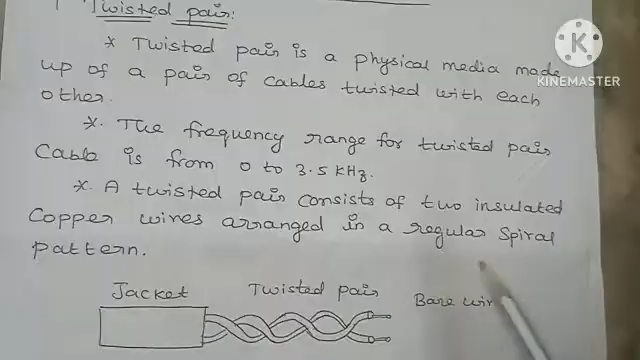 Twisted pair:
* Twisted pair is a physical media made
up of a pair of cables twisted with each
other.
*. The frequency range for twisted pair
Cable is from 0 to 3.5 KHz.
*. A twisted pair consists of two insulated
Copper wires arranged in a regular spiral
pattern.
Jacket Twisted pair Bare wir
K
KINEMASTER